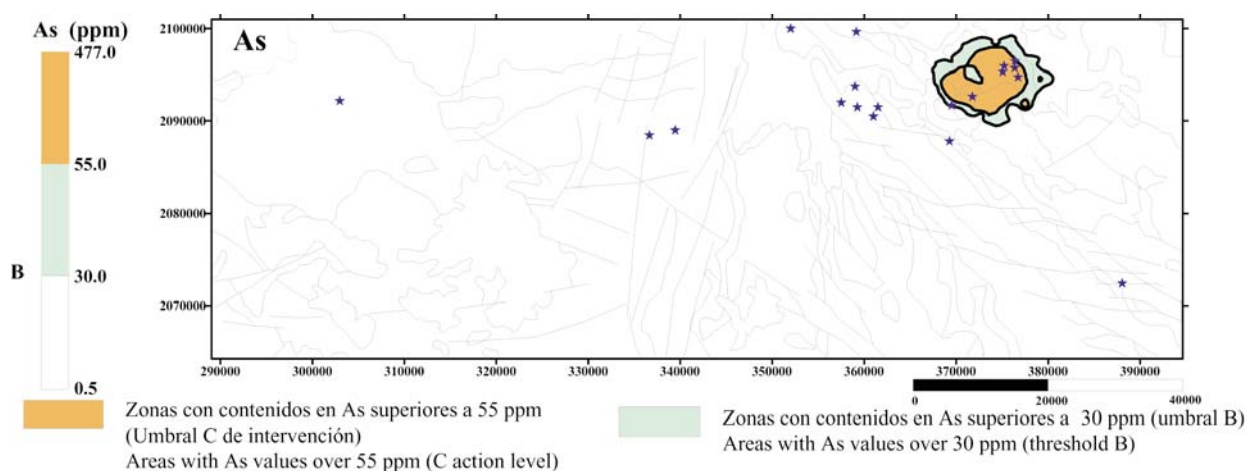 As (ppm)
477.0
55.0
30.0
B
0.5
As
2100000
2090000
2080000
2070000
290000 300000 310000 320000 330000 340000 350000 360000 370000 380000 390000
0 20000 40000
Zonas con contenidos en As superiores a 55 ppm
(Umbral C de intervención)
Areas with As values over 55 ppm (C action level)
Zonas con contenidos en As superiores a 30 ppm (umbral B)
Areas with As values over 30 ppm (threshold B)